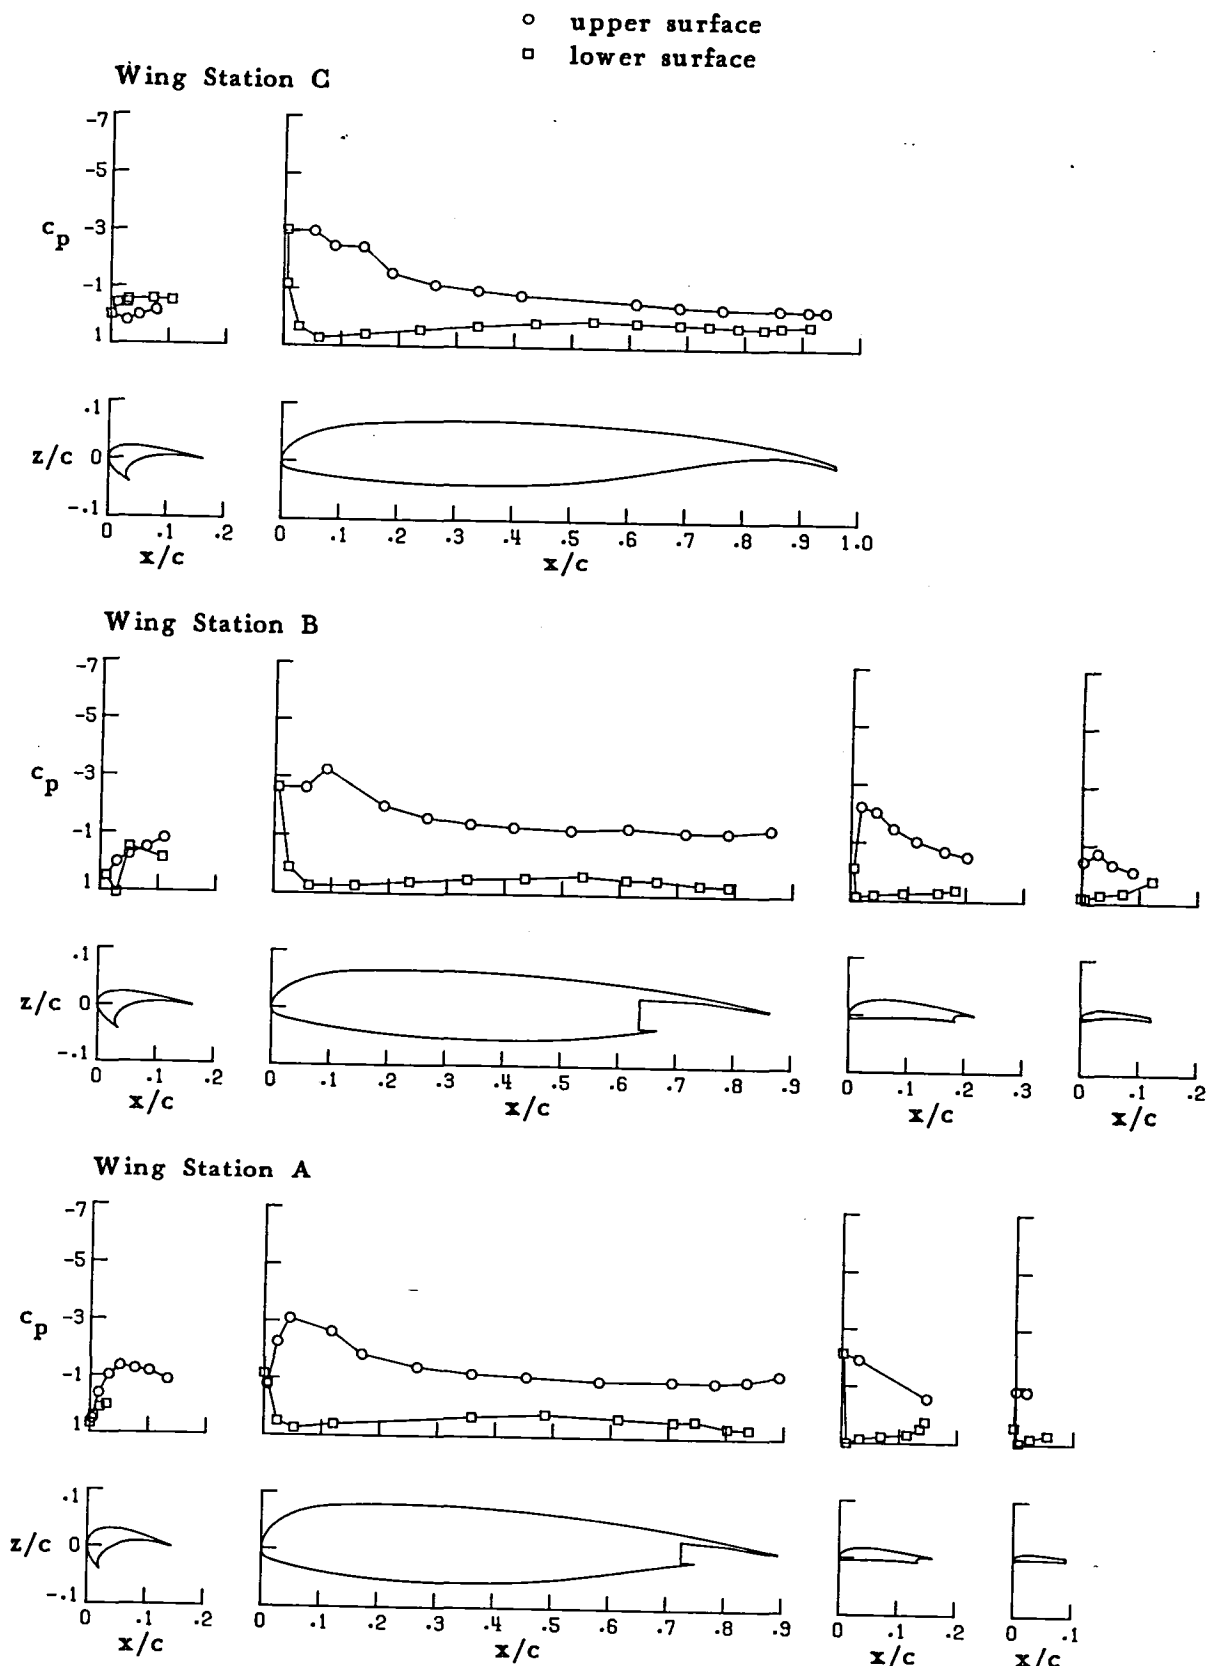 upper surface
lower surface
Wing Station C
-7
-5
c_p -3
-1
1
.1
z/c 0
-.1
0 .1 .2 0 .1 .2 .3 .4 .5 .6 .7 .8 .9 1.0
x/c x/c
Wing Station B
-7
-5
c_p -3
-1
1
.1
z/c 0
-.1
0 .1 .2 0 .1 .2 .3 .4 .5 .6 .7 .8 .9 0 .1 .2 .3 0 .1 .2
x/c x/c x/c x/c
Wing Station A
-7
-5
c_p -3
-1
1
.1
z/c 0
-.1
0 .1 .2 0 .1 .2 .3 .4 .5 .6 .7 .8 .9 0 .1 .2 0 .1
x/c x/c x/c x/c